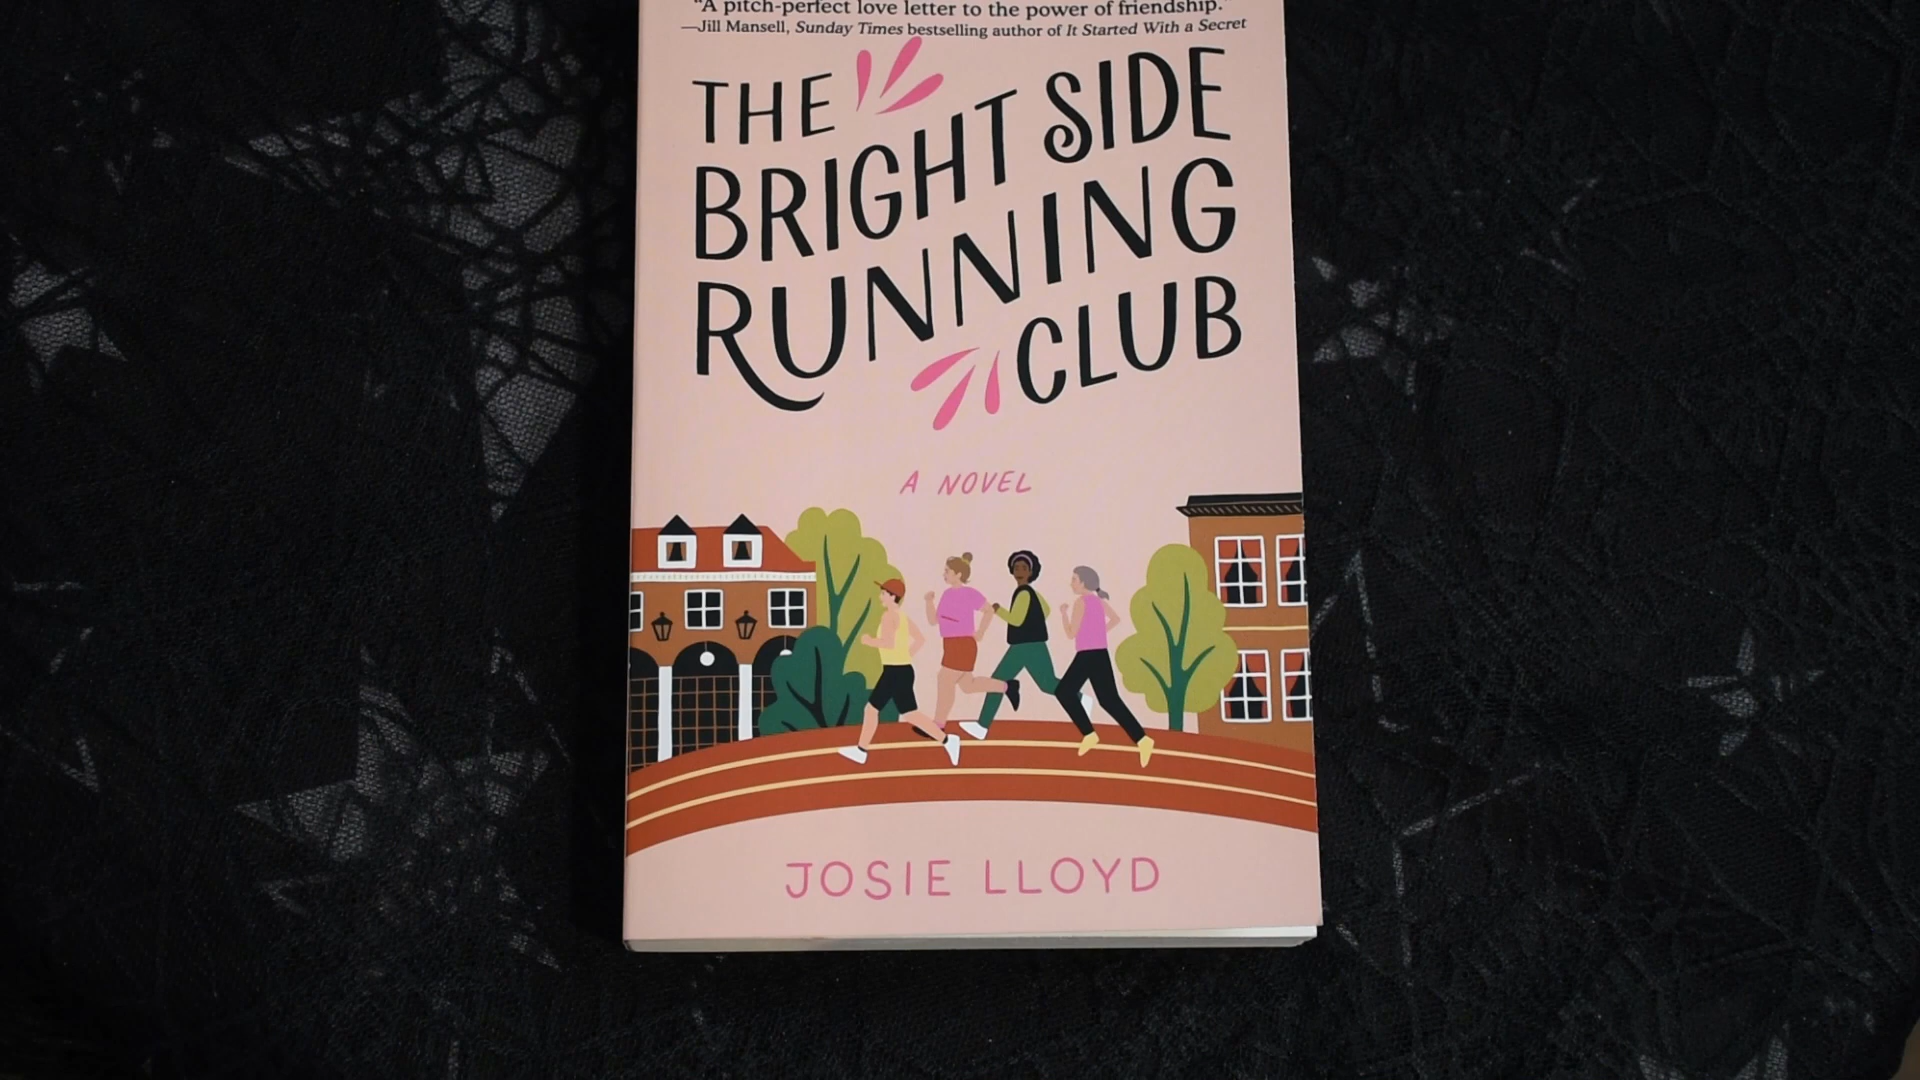 "A pitch-perfect love letter to the power of friendship."
—Jill Mansell, Sunday Times bestselling author of It Started With a Secret
THE
BRIGHT SIDE
RUNNING
CLUB
A NOVEL
JOSIE LLOYD